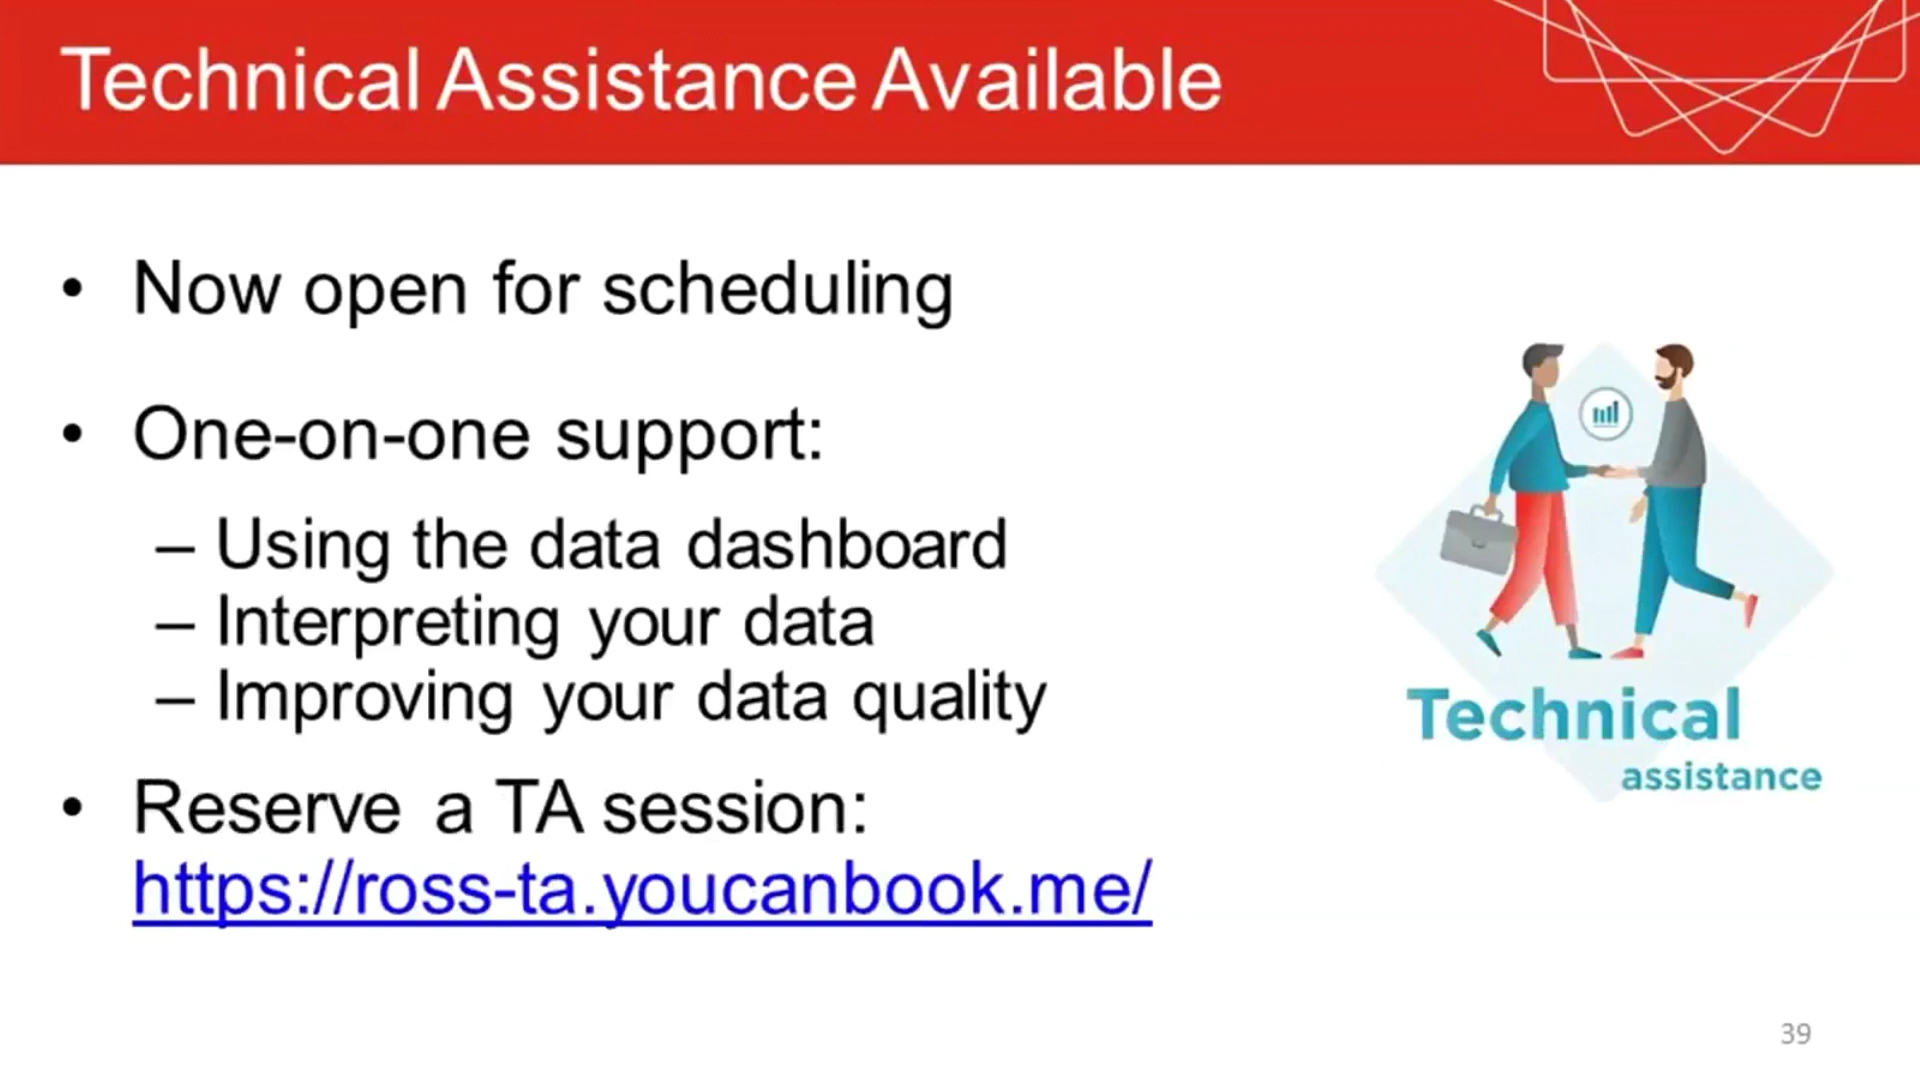 Technical Assistance Available
• Now open for scheduling
• One-on-one support:
– Using the data dashboard
– Interpreting your data
– Improving your data quality
• Reserve a TA session:
https://ross-ta.youcanbook.me/
Technical
assistance
39